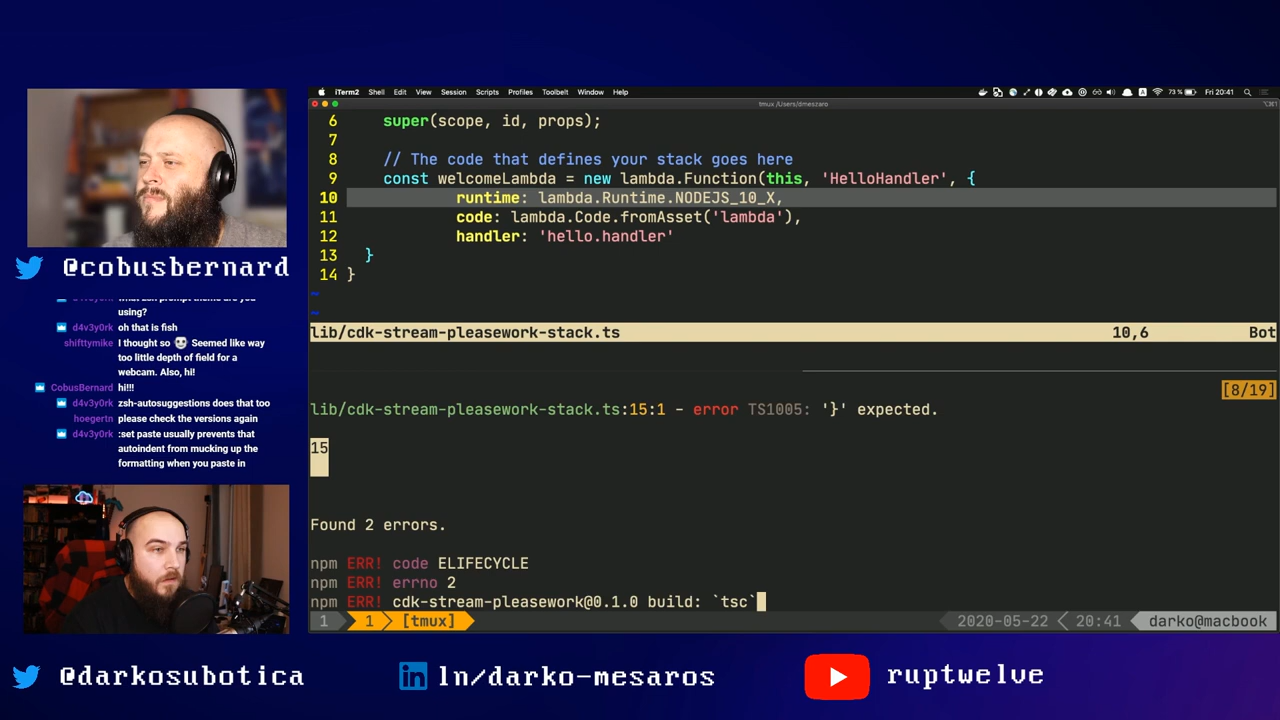 iTerm2 Shell Edit View Session Scripts Profiles Toolbelt Window Help
73% Fri 20:41
tmux /Users/dmeszaro
6 super(scope, id, props);
7
8 // The code that defines your stack goes here
9 const welcomeLambda = new lambda.Function(this, 'HelloHandler', {
10 runtime: lambda.Runtime.NODEJS_10_X,
11 code: lambda.Code.fromAsset('lambda'),
12 handler: 'hello.handler'
13 }
14 }
~
~
lib/cdk-stream-pleasework-stack.ts 10,6 Bot
[8/19]
lib/cdk-stream-pleasework-stack.ts:15:1 - error TS1005: '}' expected.
15
Found 2 errors.
npm ERR! code ELIFECYCLE
npm ERR! errno 2
npm ERR! cdk-stream-pleasework@0.1.0 build: `tsc`
1 1 [tmux] 2020-05-22 20:41 darko@macbook
@cobusbernard
d4v3y0rk what zsh prompt theme are you
using?
d4v3y0rk oh that is fish
shifttymike I thought so Seemed like way
too little depth of field for a
webcam. Also, hi!
CobusBernard hi!!!
d4v3y0rk zsh-autosuggestions does that too
hoegertn please check the versions again
d4v3y0rk :set paste usually prevents that
autoindent from mucking up the
formatting when you paste in
@darkosubotica
in ln/darko-mesaros
ruptwelve